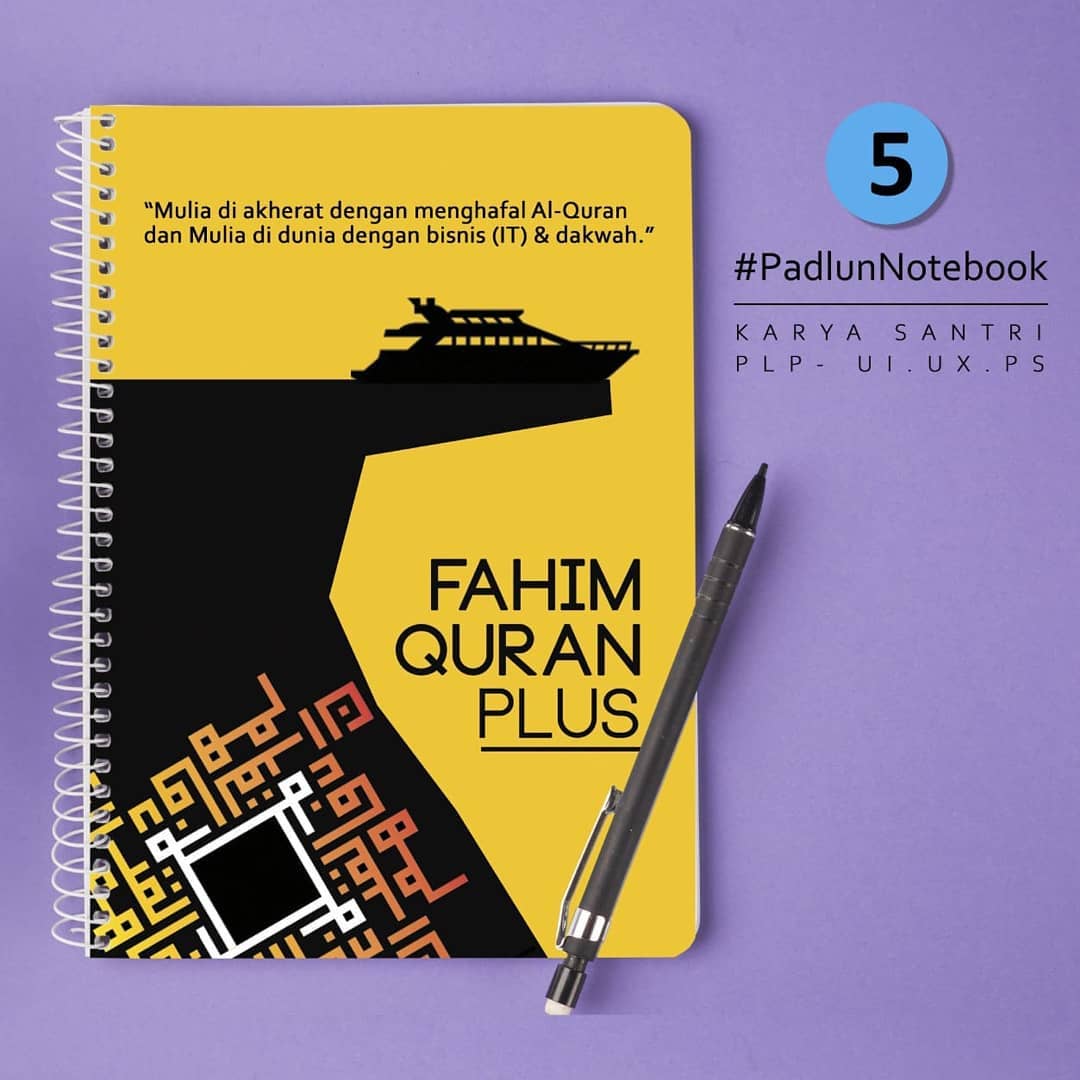 “Mulia di akherat dengan menghafal Al-Quran
dan Mulia di dunia dengan bisnis (IT) & dakwah.”
FAHIM
QURAN
PLUS
5
#PadlunNotebook
KARYA SANTRI
PLP- UI.UX.PS